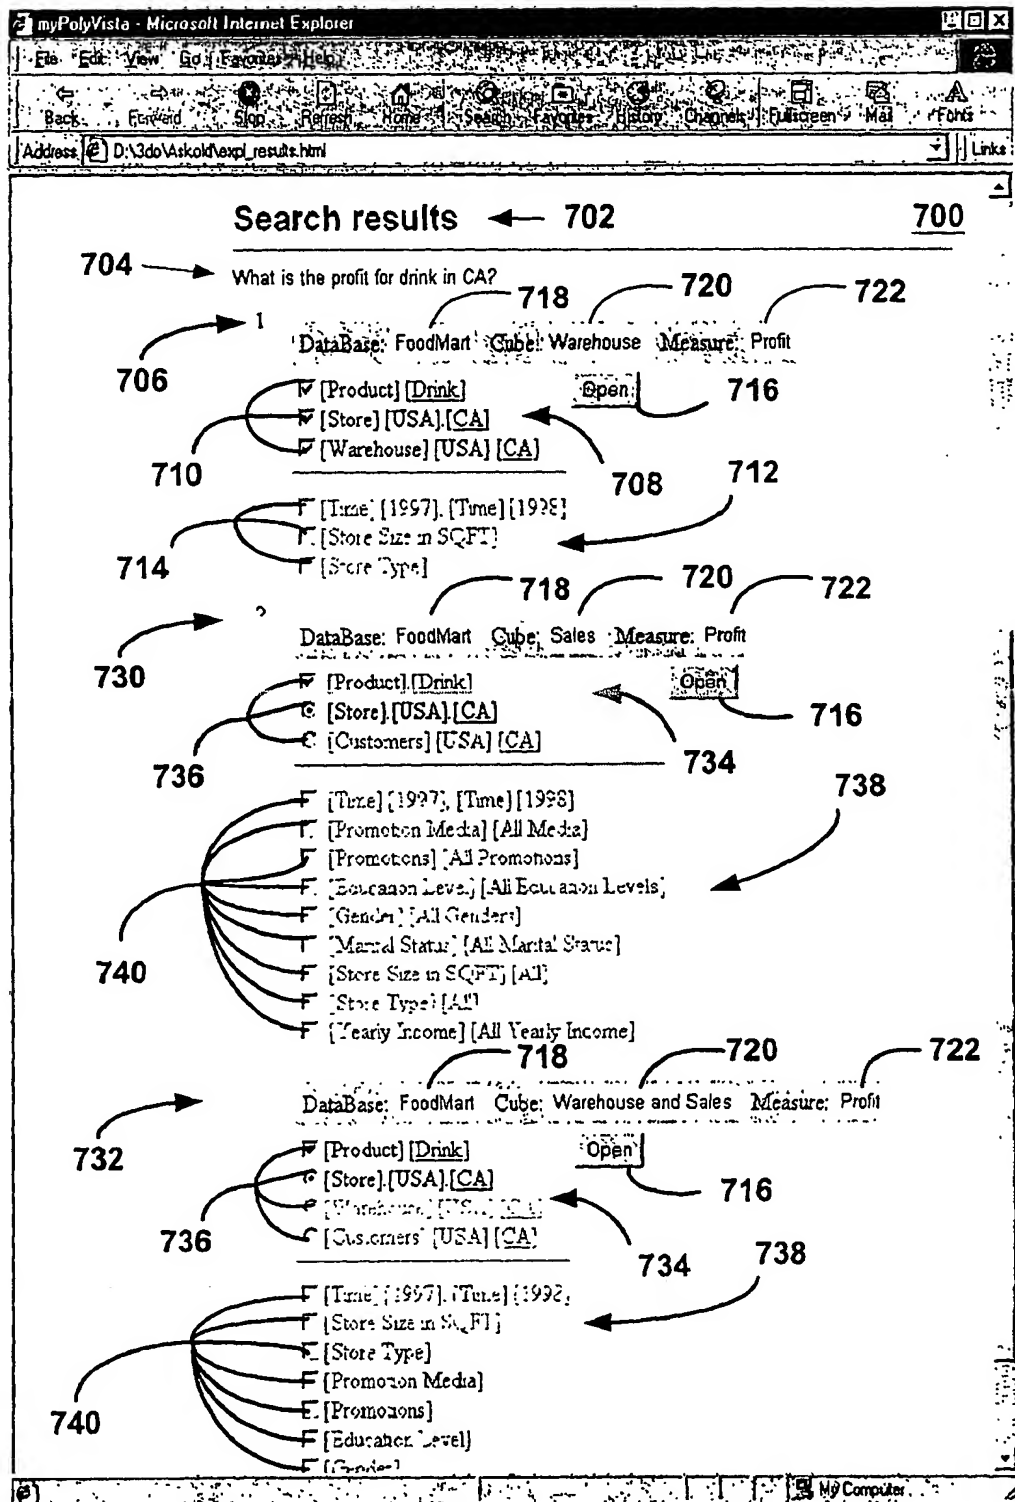 myPolyVista - Microsoft Internet Explorer
File Edit View Go Favorites Help
Back Forward Stop Refresh Home Search Favorites History Channels Fullscreen Mail Fonts
Address D:\3do\Askold\expl_results.html Links
Search results 702 700
704 What is the profit for drink in CA?
718 720 722
706 1 DataBase: FoodMart Cube: Warehouse Measure: Profit
[Product] [Drink] Open 716
[Store] [USA].[CA]
[Warehouse] [USA] [CA]
710 708 712
[Time] [1997], [Time] [1998]
[Store Size in SQFT]
[Store Type]
714
718 720 722
730 2 DataBase: FoodMart Cube: Sales Measure: Profit
[Product].[Drink] Open 716
[Store].[USA].[CA]
[Customers] [USA] [CA]
736 734 738
[Time] [1997], [Time] [1998]
[Promotion Media] [All Media]
[Promotions] [All Promotions]
[Education Level] [All Education Levels]
[Gender] [All Genders]
[Marital Status] [All Marital Status]
[Store Size in SQFT] [All]
[Store Type] [All]
[Yearly Income] [All Yearly Income]
740
718 720 722
732 DataBase: FoodMart Cube: Warehouse and Sales Measure: Profit
[Product] [Drink] Open 716
[Store].[USA].[CA]
[Warehouse] [USA] [CA]
[Customers] [USA] [CA]
736 734 738
[Time] [1997], [Time] [1998]
[Store Size in SQFT]
[Store Type]
[Promotion Media]
[Promotions]
[Education Level]
[Gender]
740
My Computer